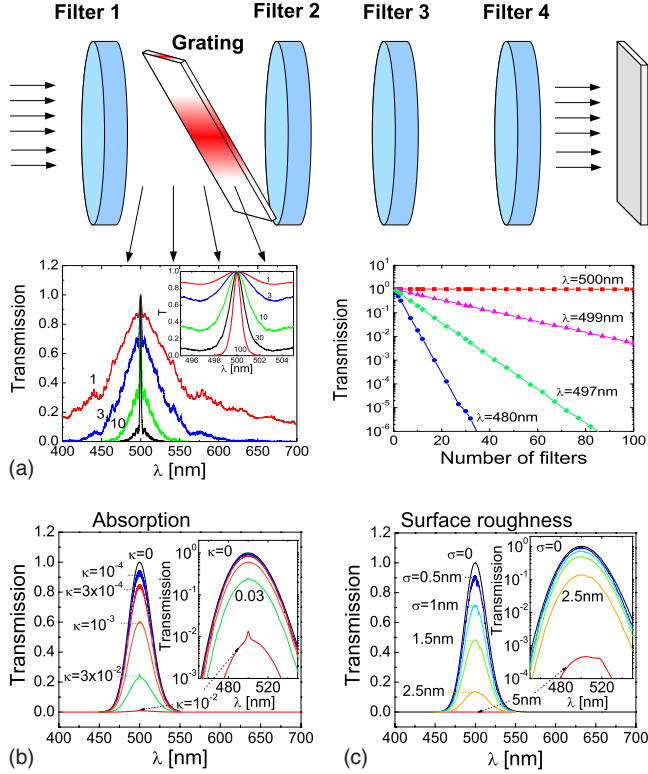 Filter 1
Filter 2
Filter 3
Filter 4
Grating
1.2
1.0
0.8
0.6
0.4
0.2
0.0
Transmission
400 450 500 550 600 650 700
λ [nm]
1
3
10
1.0
0.8
0.6
0.4
0.2
0.0
T
496 498 500 502 504
λ [nm]
1
3
10
30
100
(a)
10¹
10⁰
10⁻¹
10⁻²
10⁻³
10⁻⁴
10⁻⁵
10⁻⁶
Transmission
0 20 40 60 80 100
Number of filters
λ=500nm
λ=499nm
λ=497nm
λ=480nm
Absorption
1.2
1.0
0.8
0.6
0.4
0.2
0.0
Transmission
400 450 500 550 600 650 700
λ [nm]
κ=0
κ=10⁻⁴
κ=3x10⁻⁴
κ=10⁻³
κ=3x10⁻²
κ=10⁻²
κ=0
0.03
10⁰
10⁻¹
10⁻²
10⁻³
Transmission
480 520
λ [nm]
(b)
Surface roughness
1.2
1.0
0.8
0.6
0.4
0.2
0.0
Transmission
400 450 500 550 600 650 700
λ [nm]
σ=0
σ=0.5nm
σ=1nm
1.5nm
2.5nm
5nm
σ=0
2.5nm
10⁰
10⁻¹
10⁻²
10⁻³
10⁻⁴
Transmission
480 520
λ [nm]
(c)